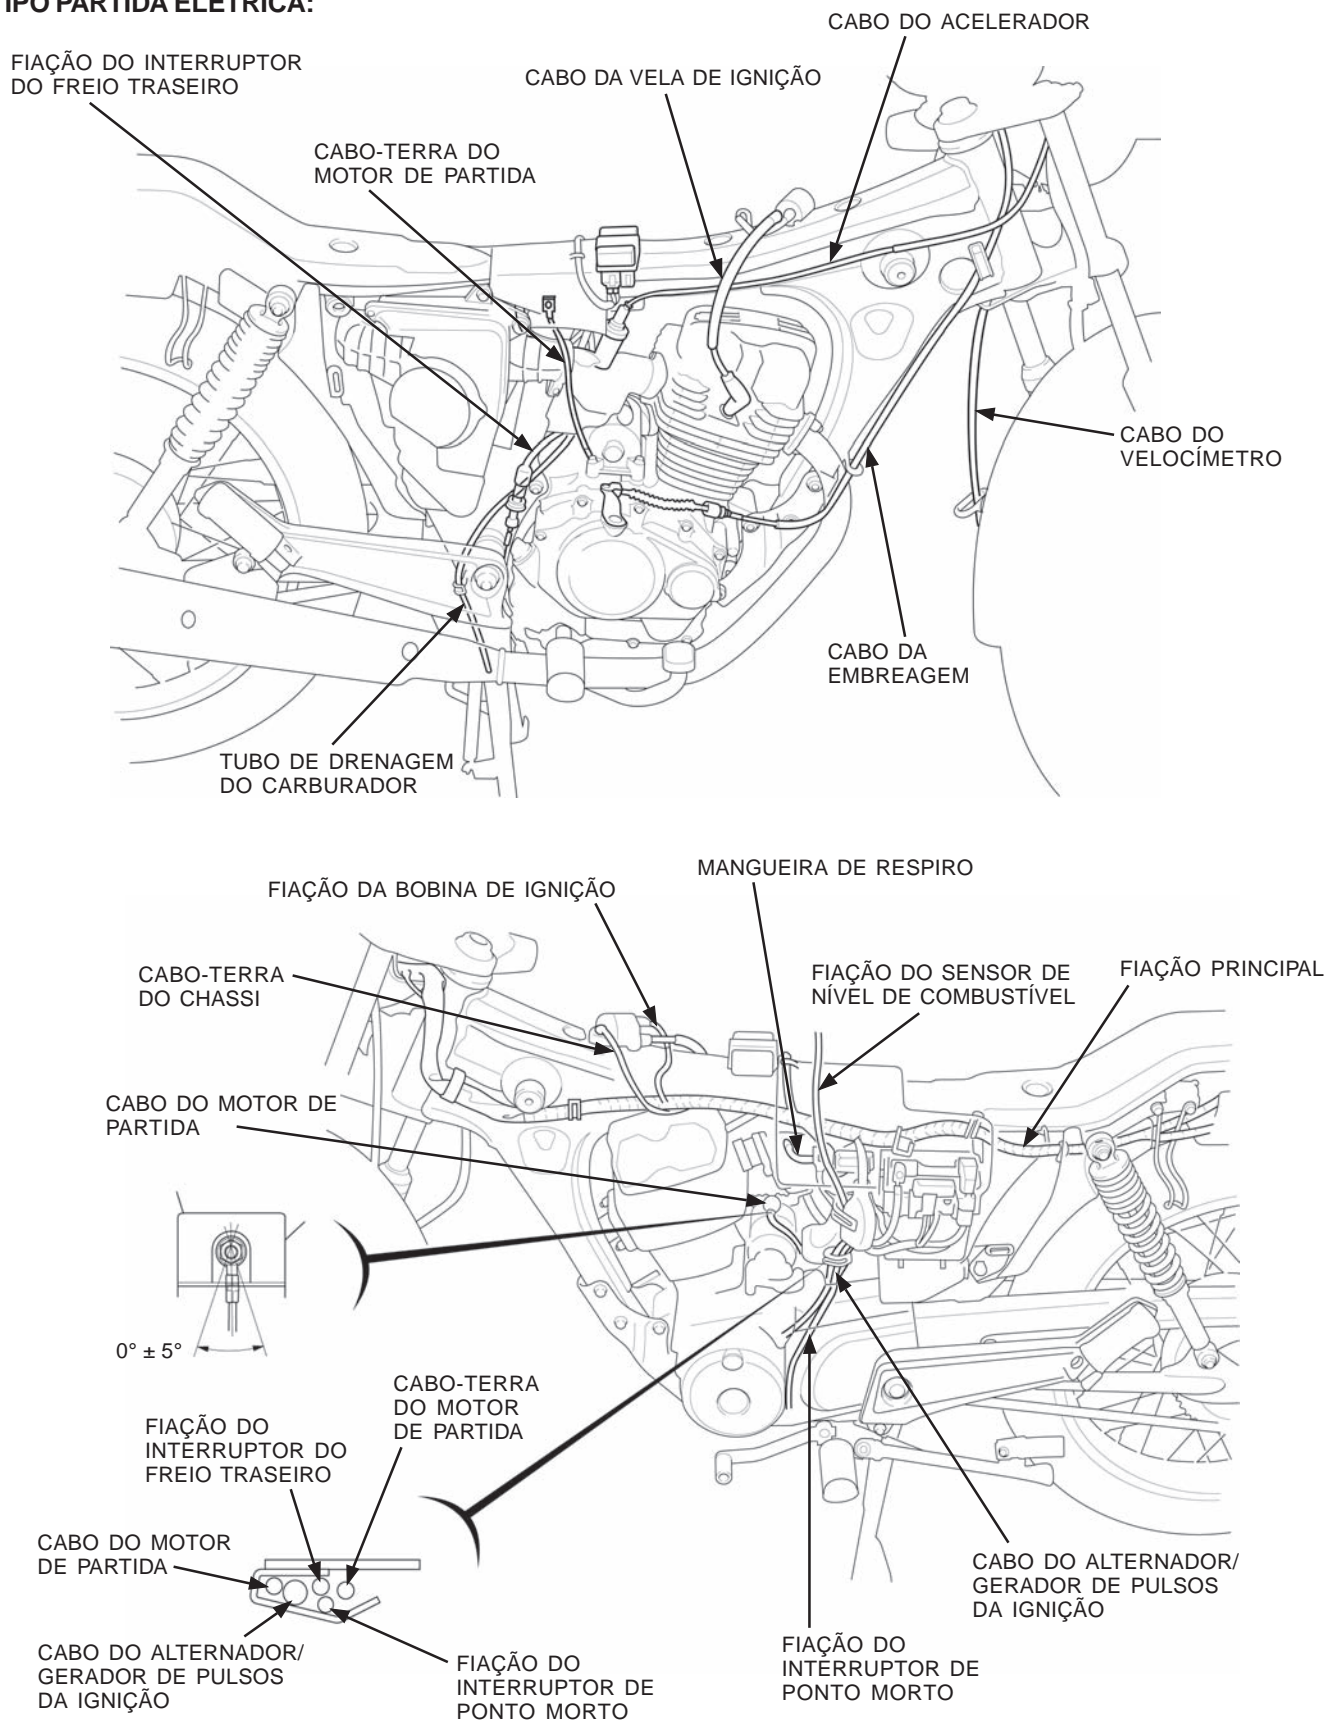 IPO PARTIDA ELÉTRICA:
CABO DO ACELERADOR
FIAÇÃO DO INTERRUPTOR
DO FREIO TRASEIRO
CABO DA VELA DE IGNIÇÃO
CABO-TERRA DO
MOTOR DE PARTIDA
CABO DO
VELOCÍMETRO
CABO DA
EMBREAGEM
TUBO DE DRENAGEM
DO CARBURADOR
MANGUEIRA DE RESPIRO
FIAÇÃO DA BOBINA DE IGNIÇÃO
CABO-TERRA
DO CHASSI
FIAÇÃO DO SENSOR DE
NÍVEL DE COMBUSTÍVEL
FIAÇÃO PRINCIPAL
CABO DO MOTOR DE
PARTIDA
0° ± 5°
CABO-TERRA
DO MOTOR
DE PARTIDA
FIAÇÃO DO
INTERRUPTOR DO
FREIO TRASEIRO
CABO DO MOTOR
DE PARTIDA
CABO DO ALTERNADOR/
GERADOR DE PULSOS
DA IGNIÇÃO
FIAÇÃO DO
INTERRUPTOR DE
PONTO MORTO
FIAÇÃO DO
INTERRUPTOR DE
PONTO MORTO
CABO DO ALTERNADOR/
GERADOR DE PULSOS
DA IGNIÇÃO